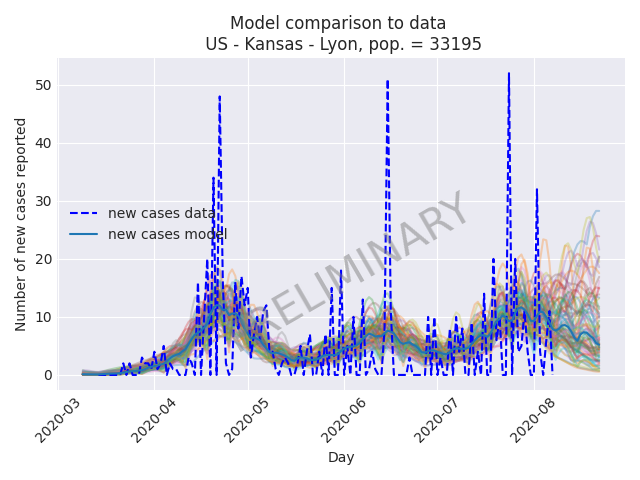 Model comparison to data
US - Kansas - Lyon, pop. = 33195
Number of new cases reported
50
40
30
20
10
0
new cases data
new cases model
PRELIMINARY
2020-03
2020-04
2020-05
2020-06
2020-07
2020-08
Day